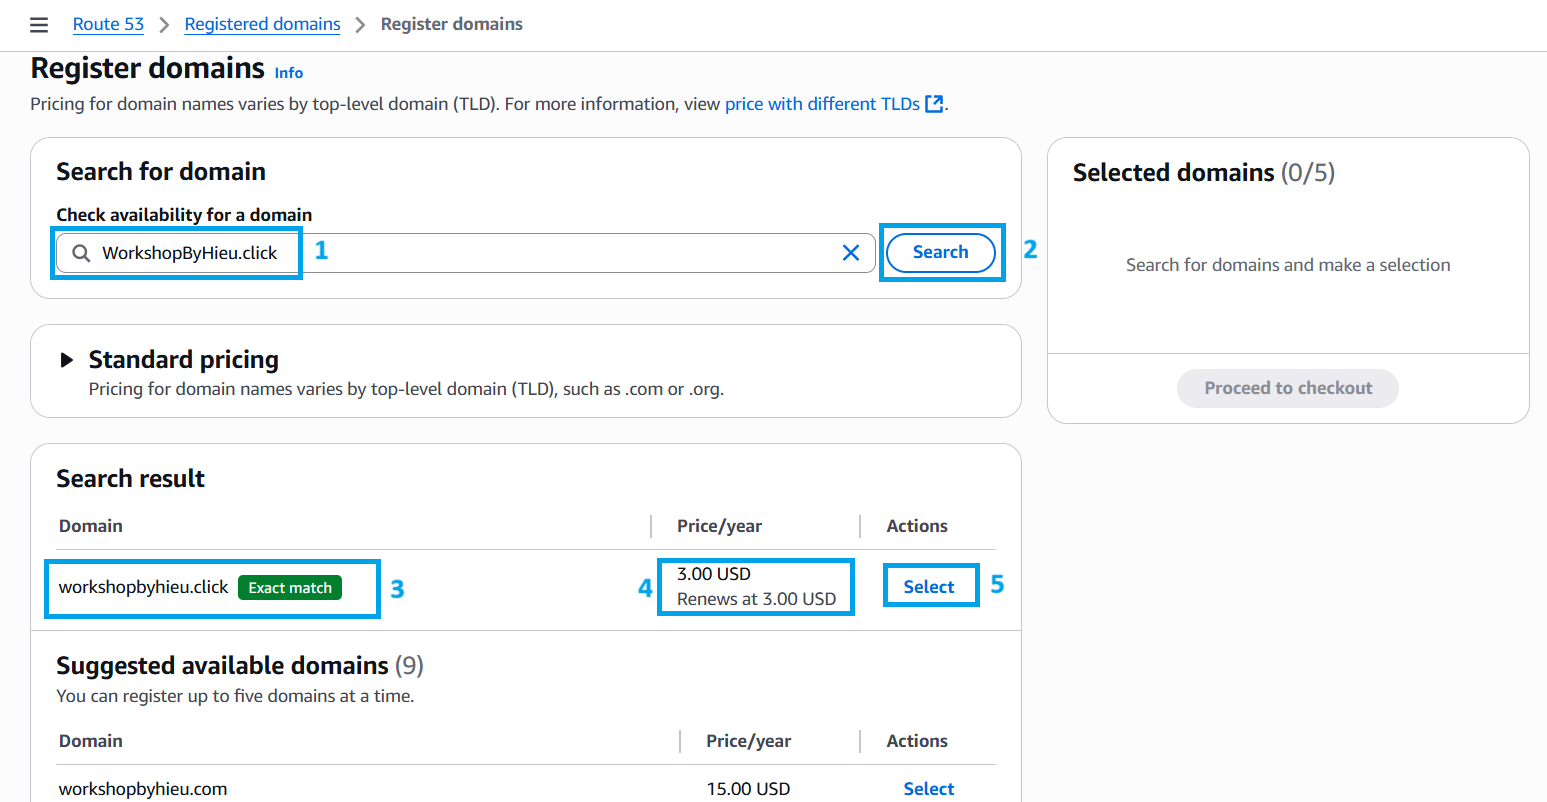 Route 53 > Registered domains > Register domains
Register domains Info
Pricing for domain names varies by top-level domain (TLD). For more information, view price with different TLDs.
Search for domain
Check availability for a domain
WorkshopByHieu.click 1 Search 2
Selected domains (0/5)
Search for domains and make a selection
Proceed to checkout
Standard pricing
Pricing for domain names varies by top-level domain (TLD), such as .com or .org.
Search result
Domain Price/year Actions
workshopbyhieu.click Exact match 3 4 3.00 USD Select 5
Renews at 3.00 USD
Suggested available domains (9)
You can register up to five domains at a time.
Domain Price/year Actions
workshopbyhieu.com 15.00 USD Select